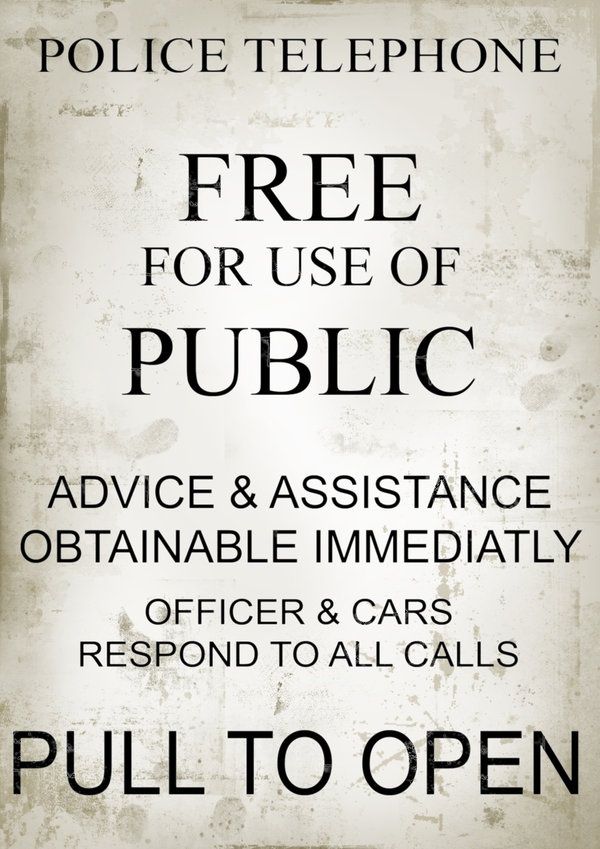 POLICE TELEPHONE
FREE
FOR USE OF
PUBLIC
ADVICE & ASSISTANCE
OBTAINABLE IMMEDIATLY
OFFICER & CARS
RESPOND TO ALL CALLS
PULL TO OPEN